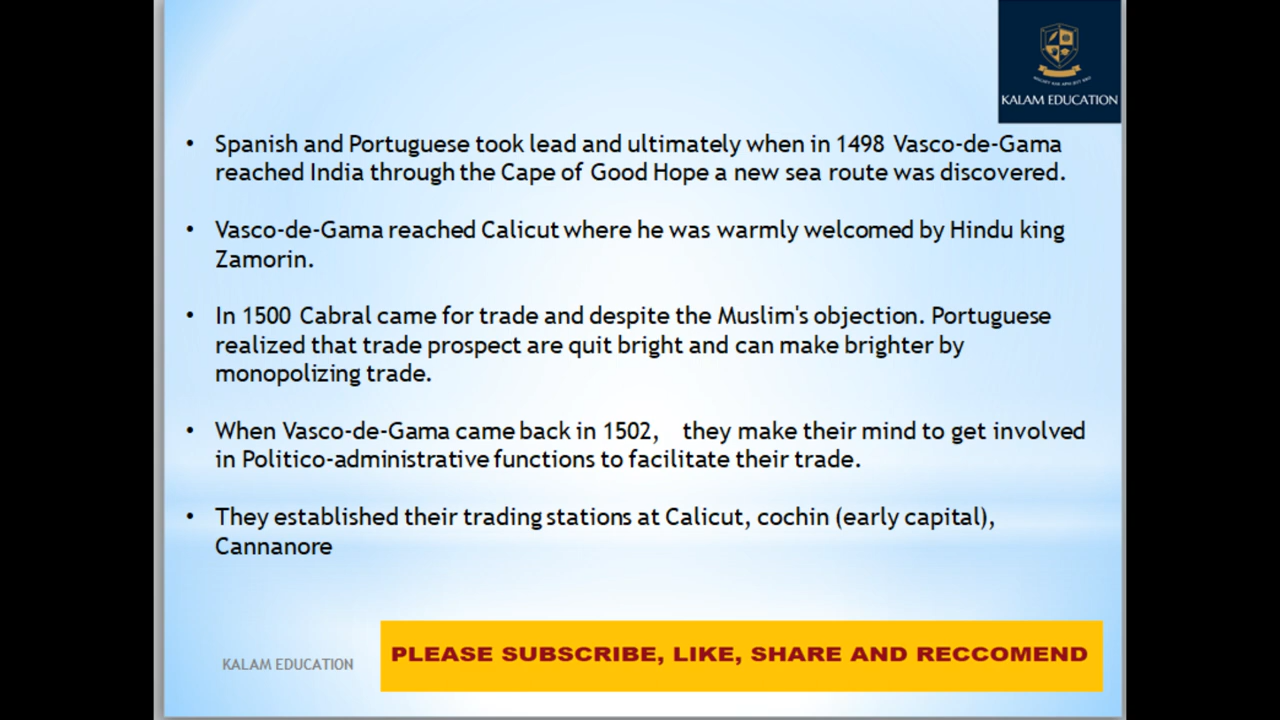 KALAM EDUCATION
• Spanish and Portuguese took lead and ultimately when in 1498 Vasco-de-Gama
reached India through the Cape of Good Hope a new sea route was discovered.
• Vasco-de-Gama reached Calicut where he was warmly welcomed by Hindu king
Zamorin.
• In 1500 Cabral came for trade and despite the Muslim's objection. Portuguese
realized that trade prospect are quit bright and can make brighter by
monopolizing trade.
• When Vasco-de-Gama came back in 1502, they make their mind to get involved
in Politico-administrative functions to facilitate their trade.
• They established their trading stations at Calicut, cochin (early capital),
Cannanore
KALAM EDUCATION
PLEASE SUBSCRIBE, LIKE, SHARE AND RECCOMEND